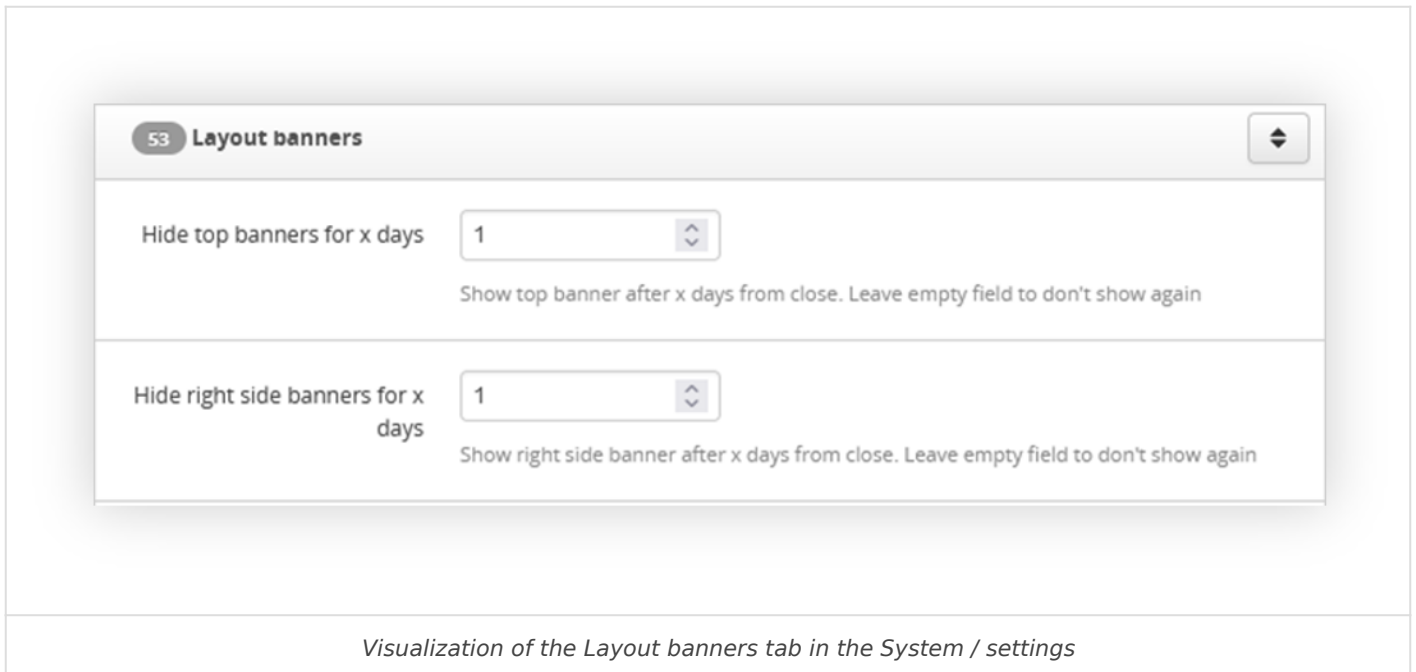 53 Layout banners
Hide top banners for x days 1
Show top banner after x days from close. Leave empty field to don't show again
Hide right side banners for x
days
1
Show right side banner after x days from close. Leave empty field to don't show again
Visualization of the Layout banners tab in the System / settings